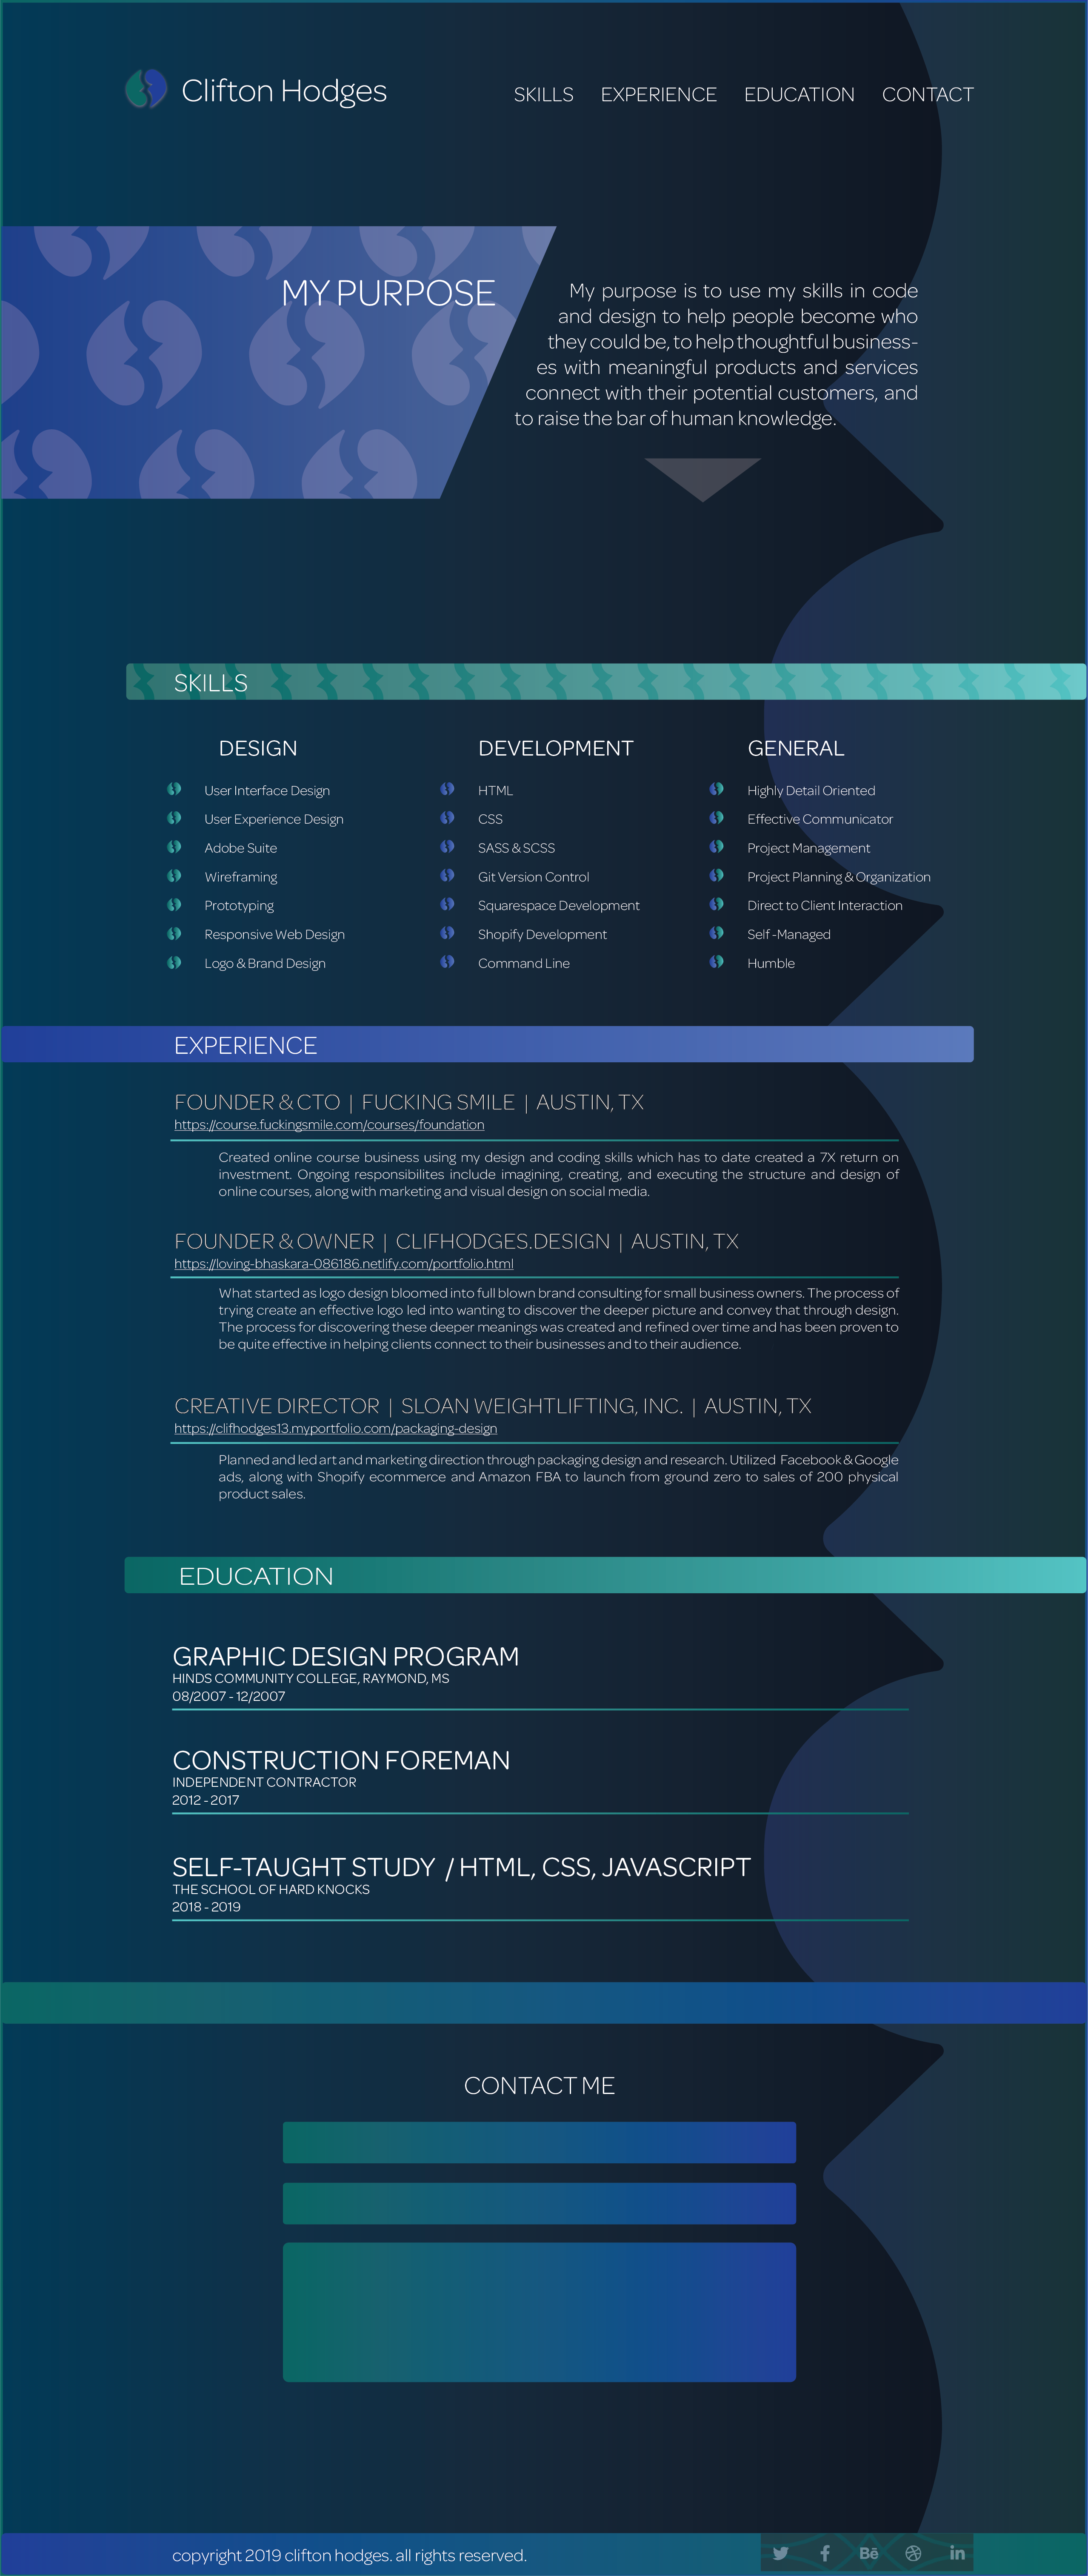 Clifton Hodges
SKILLS EXPERIENCE EDUCATION CONTACT
MY PURPOSE
My purpose is to use my skills in code
and design to help people become who
they could be, to help thoughtful business-
es with meaningful products and services
connect with their potential customers, and
to raise the bar of human knowledge.
SKILLS
DESIGN
User Interface Design
User Experience Design
Adobe Suite
Wireframing
Prototyping
Responsive Web Design
Logo & Brand Design
DEVELOPMENT
HTML
CSS
SASS & SCSS
Git Version Control
Squarespace Development
Shopify Development
Command Line
GENERAL
Highly Detail Oriented
Effective Communicator
Project Management
Project Planning & Organization
Direct to Client Interaction
Self -Managed
Humble
EXPERIENCE
FOUNDER & CTO | FUCKING SMILE | AUSTIN, TX
https://course.fuckingsmile.com/courses/foundation
Created online course business using my design and coding skills which has to date created a 7X return on
investment. Ongoing responsibilites include imagining, creating, and executing the structure and design of
online courses, along with marketing and visual design on social media.
FOUNDER & OWNER | CLIFHODGES.DESIGN | AUSTIN, TX
https://loving-bhaskara-086186.netlify.com/portfolio.html
What started as logo design bloomed into full blown brand consulting for small business owners. The process of
trying create an effective logo led into wanting to discover the deeper picture and convey that through design.
The process for discovering these deeper meanings was created and refined over time and has been proven to
be quite effective in helping clients connect to their businesses and to their audience.
CREATIVE DIRECTOR | SLOAN WEIGHTLIFTING, INC. | AUSTIN, TX
https://clifhodges13.myportfolio.com/packaging-design
Planned and led art and marketing direction through packaging design and research. Utilized Facebook & Google
ads, along with Shopify ecommerce and Amazon FBA to launch from ground zero to sales of 200 physical
product sales.
EDUCATION
GRAPHIC DESIGN PROGRAM
HINDS COMMUNITY COLLEGE, RAYMOND, MS
08/2007 - 12/2007
CONSTRUCTION FOREMAN
INDEPENDENT CONTRACTOR
2012 - 2017
SELF-TAUGHT STUDY / HTML, CSS, JAVASCRIPT
THE SCHOOL OF HARD KNOCKS
2018 - 2019
CONTACT ME
copyright 2019 clifton hodges. all rights reserved.